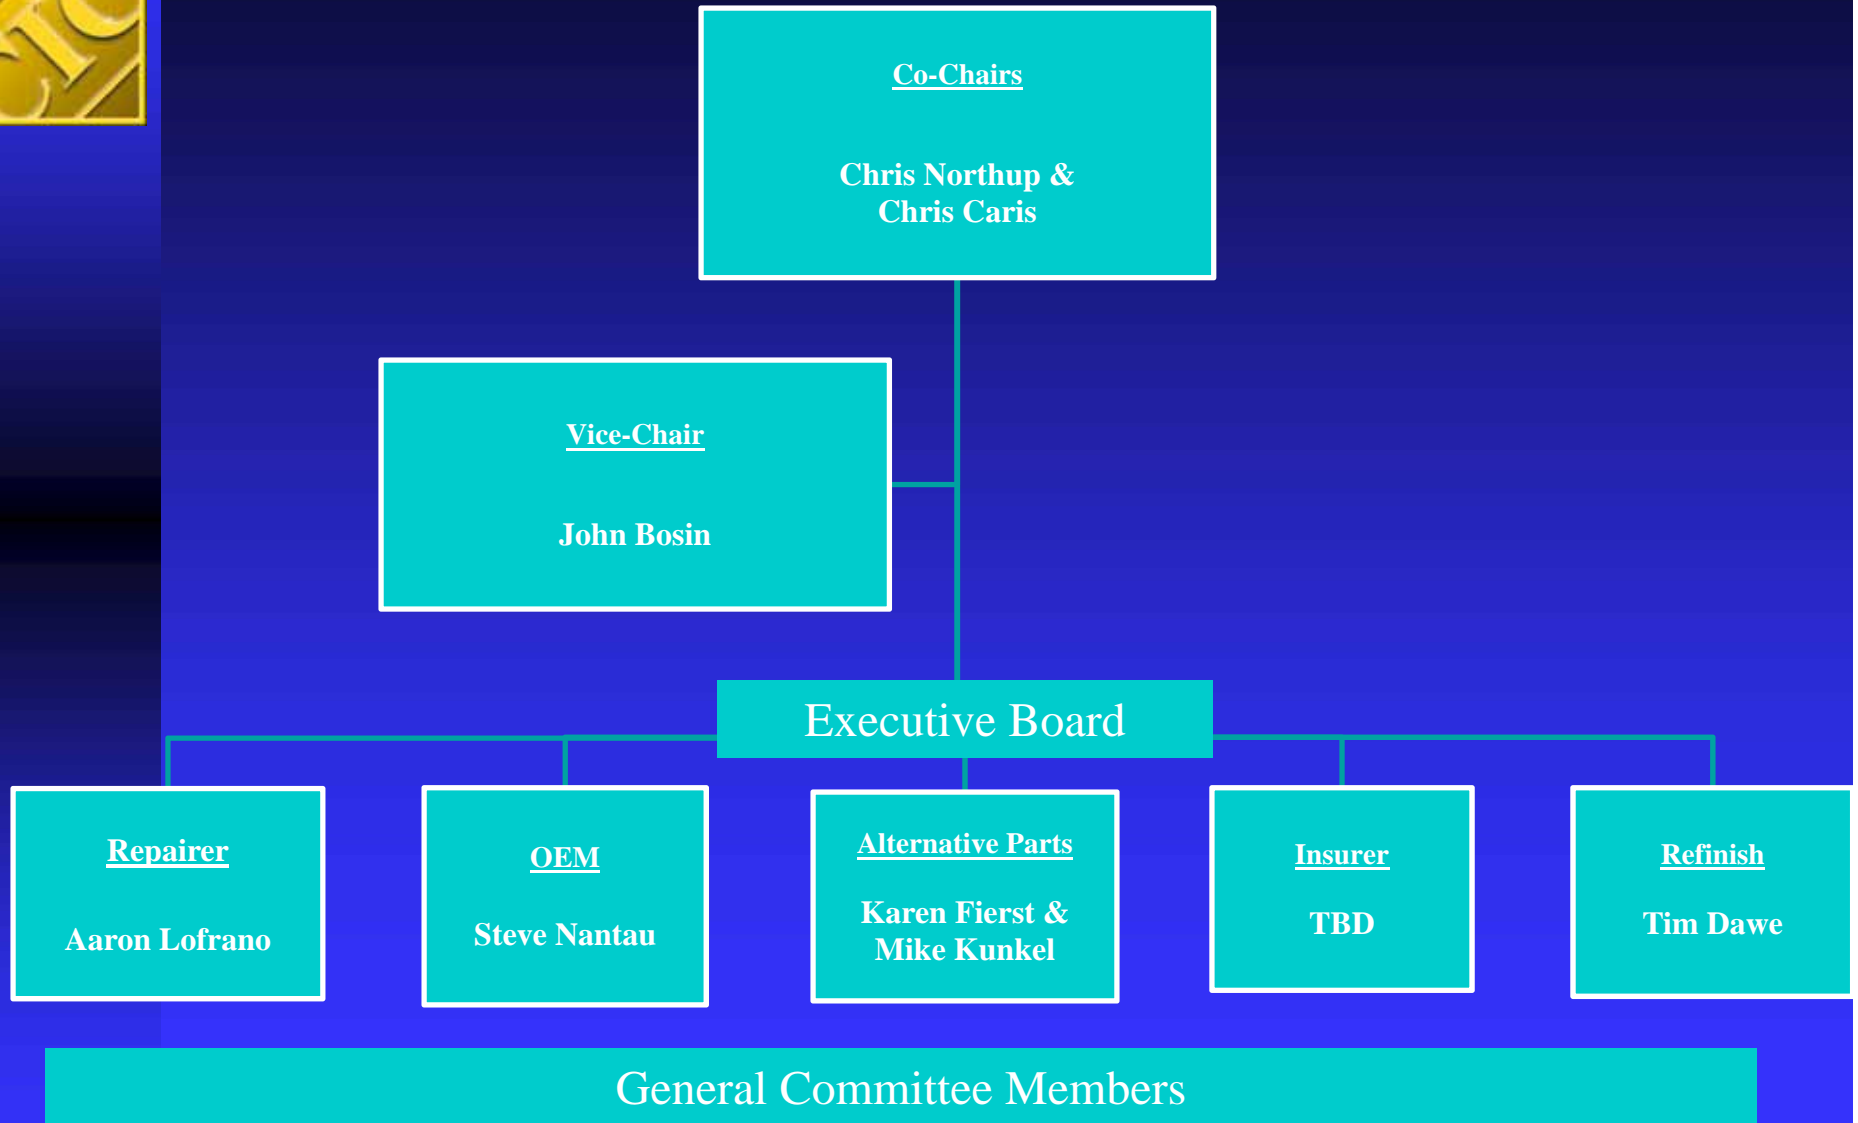 CIC
Co-Chairs
Chris Northup &
Chris Caris
Vice-Chair
John Bosin
Executive Board
Repairer
Aaron Lofrano
OEM
Steve Nantau
Alternative Parts
Karen Fierst &
Mike Kunkel
Insurer
TBD
Refinish
Tim Dawe
General Committee Members